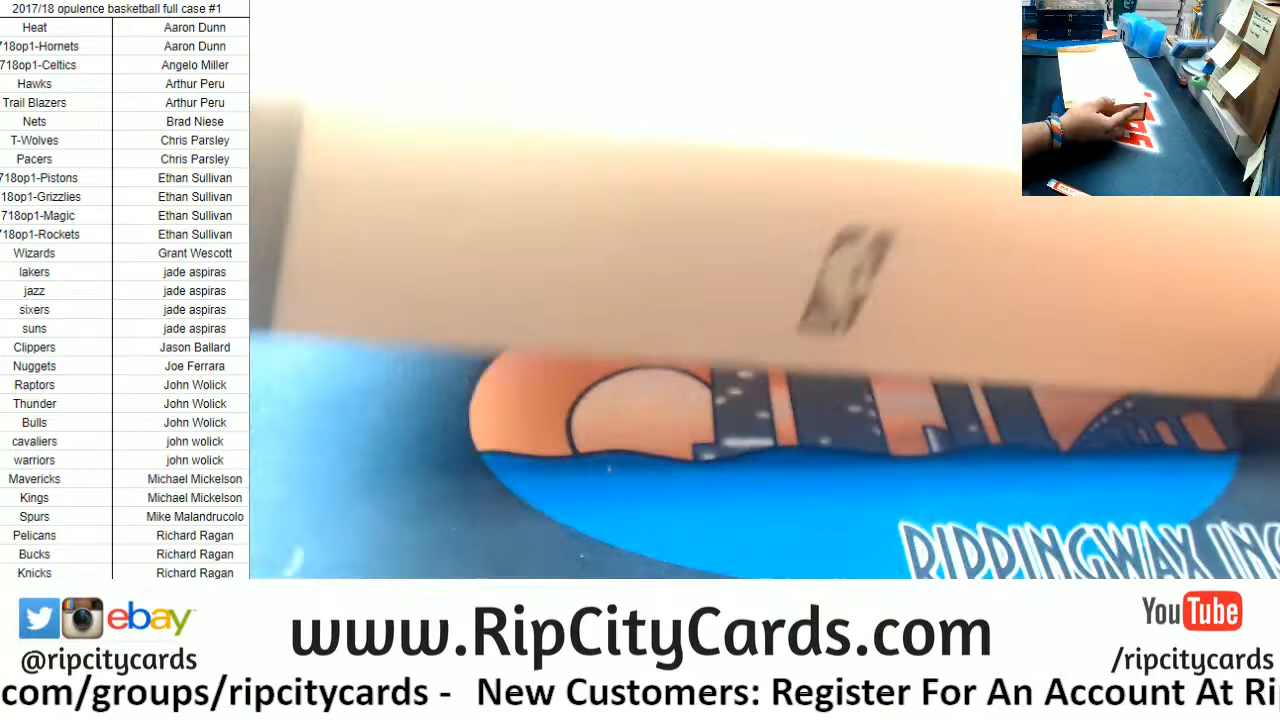 2017/18 opulence basketball full case #1
Heat Aaron Dunn
718op1-Hornets Aaron Dunn
718op1-Celtics Angelo Miller
Hawks Arthur Peru
Trail Blazers Arthur Peru
Nets Brad Niese
T-Wolves Chris Parsley
Pacers Chris Parsley
718op1-Pistons Ethan Sullivan
18op1-Grizzlies Ethan Sullivan
718op1-Magic Ethan Sullivan
718op1-Rockets Ethan Sullivan
Wizards Grant Wescott
lakers jade aspiras
jazz jade aspiras
sixers jade aspiras
suns jade aspiras
Clippers Jason Ballard
Nuggets Joe Ferrara
Raptors John Wolick
Thunder John Wolick
Bulls John Wolick
cavaliers john wolick
warriors john wolick
Mavericks Michael Mickelson
Kings Michael Mickelson
Spurs Mike Malandrucolo
Pelicans Richard Ragan
Bucks Richard Ragan
Knicks Richard Ragan
RIPPINGWAX INC
ebay
@ripcitycards
www.RipCityCards.com
YouTube
/ripcitycards
com/groups/ripcitycards - New Customers: Register For An Account At Rip